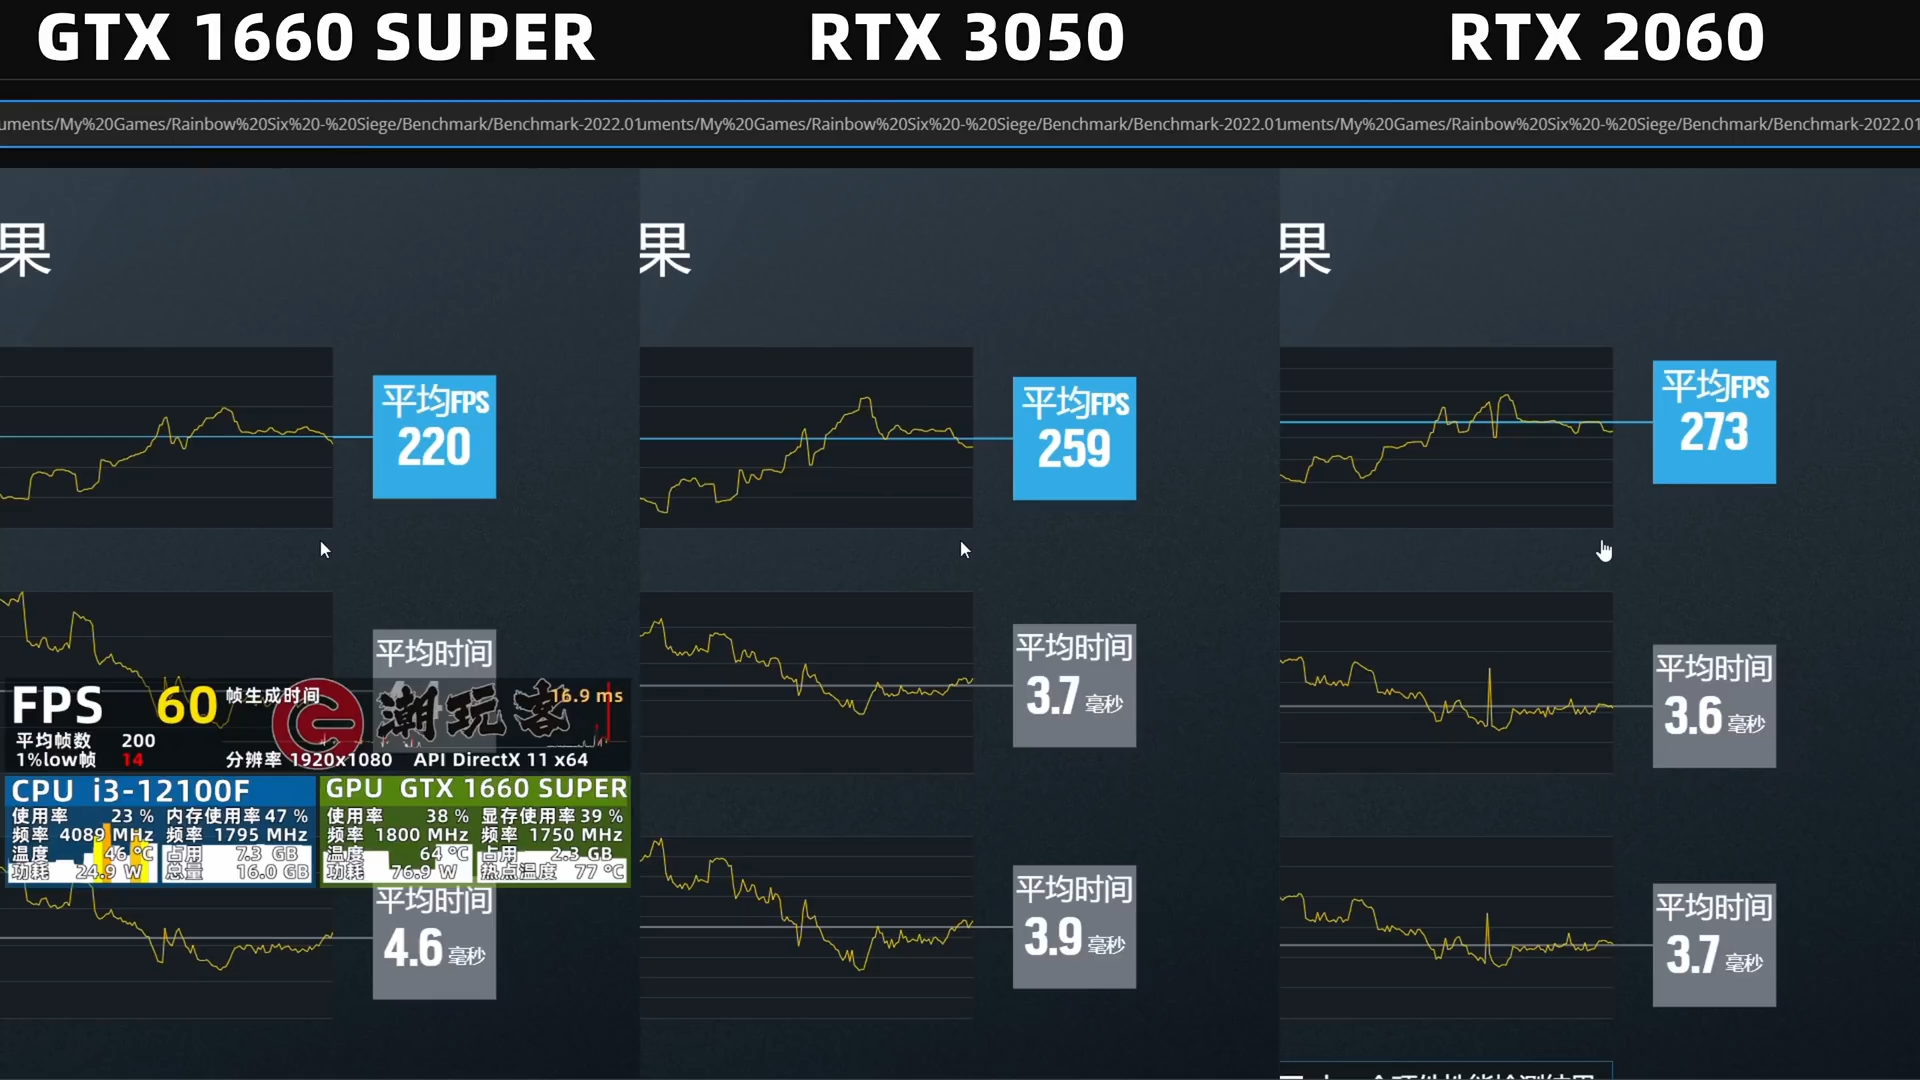 GTX 1660 SUPER
RTX 3050
RTX 2060
uments/My%20Games/Rainbow%20Six%20-%20Siege/Benchmark/Benchmark-2022.01
uments/My%20Games/Rainbow%20Six%20-%20Siege/Benchmark/Benchmark-2022.01
uments/My%20Games/Rainbow%20Six%20-%20Siege/Benchmark/Benchmark-2022.01
果
果
果
平均FPS
220
平均FPS
259
平均FPS
273
平均时间
平均时间
3.7 毫秒
平均时间
3.6 毫秒
FPS 60 帧生成时间 16.9 ms
潮玩客
平均帧数 200
1%low帧 14 分辨率 1920x1080 API DirectX 11 x64
CPU i3-12100F
使用率 23 % 内存使用率 47 %
频率 4089 MHz 频率 1795 MHz
温度 46 °C 占用 7.3 GB
功耗 24.9 W 总量 16.0 GB
GPU GTX 1660 SUPER
使用率 38 % 显存使用率 39 %
频率 1800 MHz 频率 1750 MHz
温度 64 °C 占用 2.3 GB
功耗 76.9 W 热点温度 77 °C
平均时间
4.6 毫秒
平均时间
3.9 毫秒
平均时间
3.7 毫秒